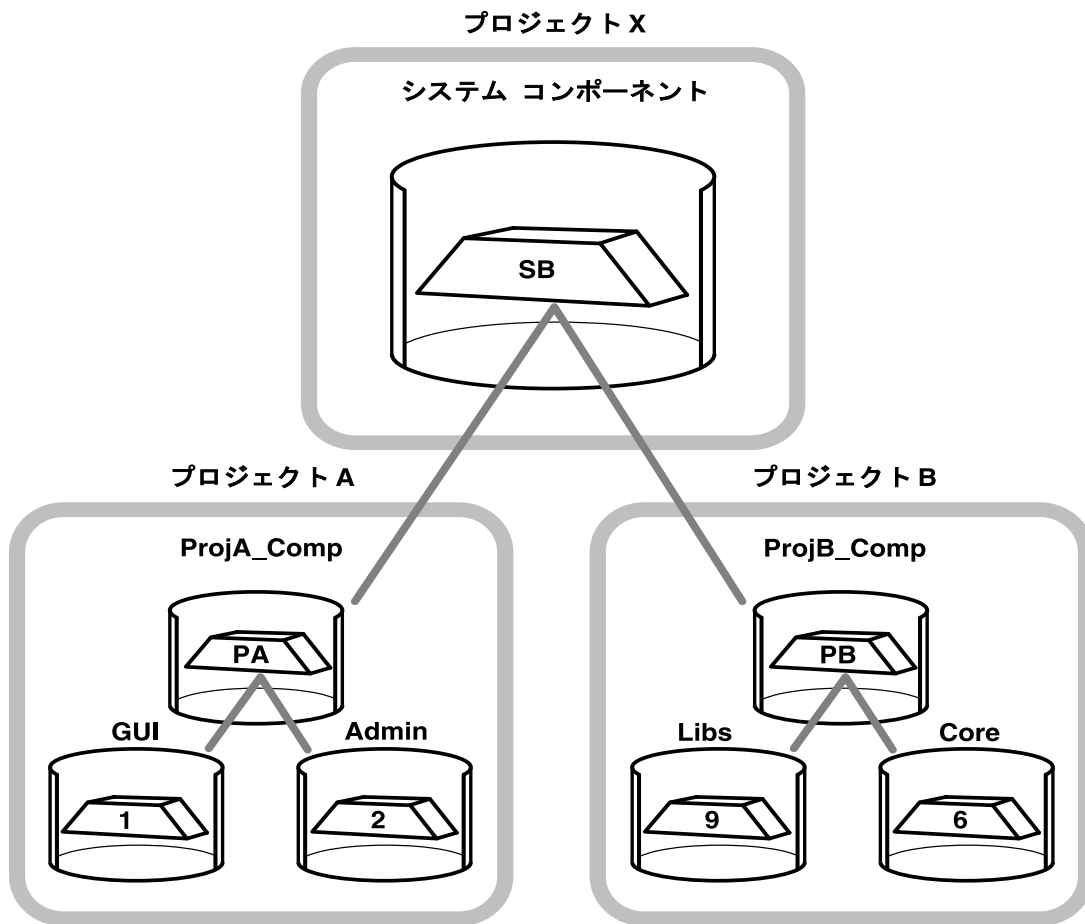 プロジェクト X
システム コンポーネント
SB
プロジェクト A
プロジェクト B
ProjA_Comp
ProjB_Comp
PA
PB
GUI
Admin
Libs
Core
1
2
9
6